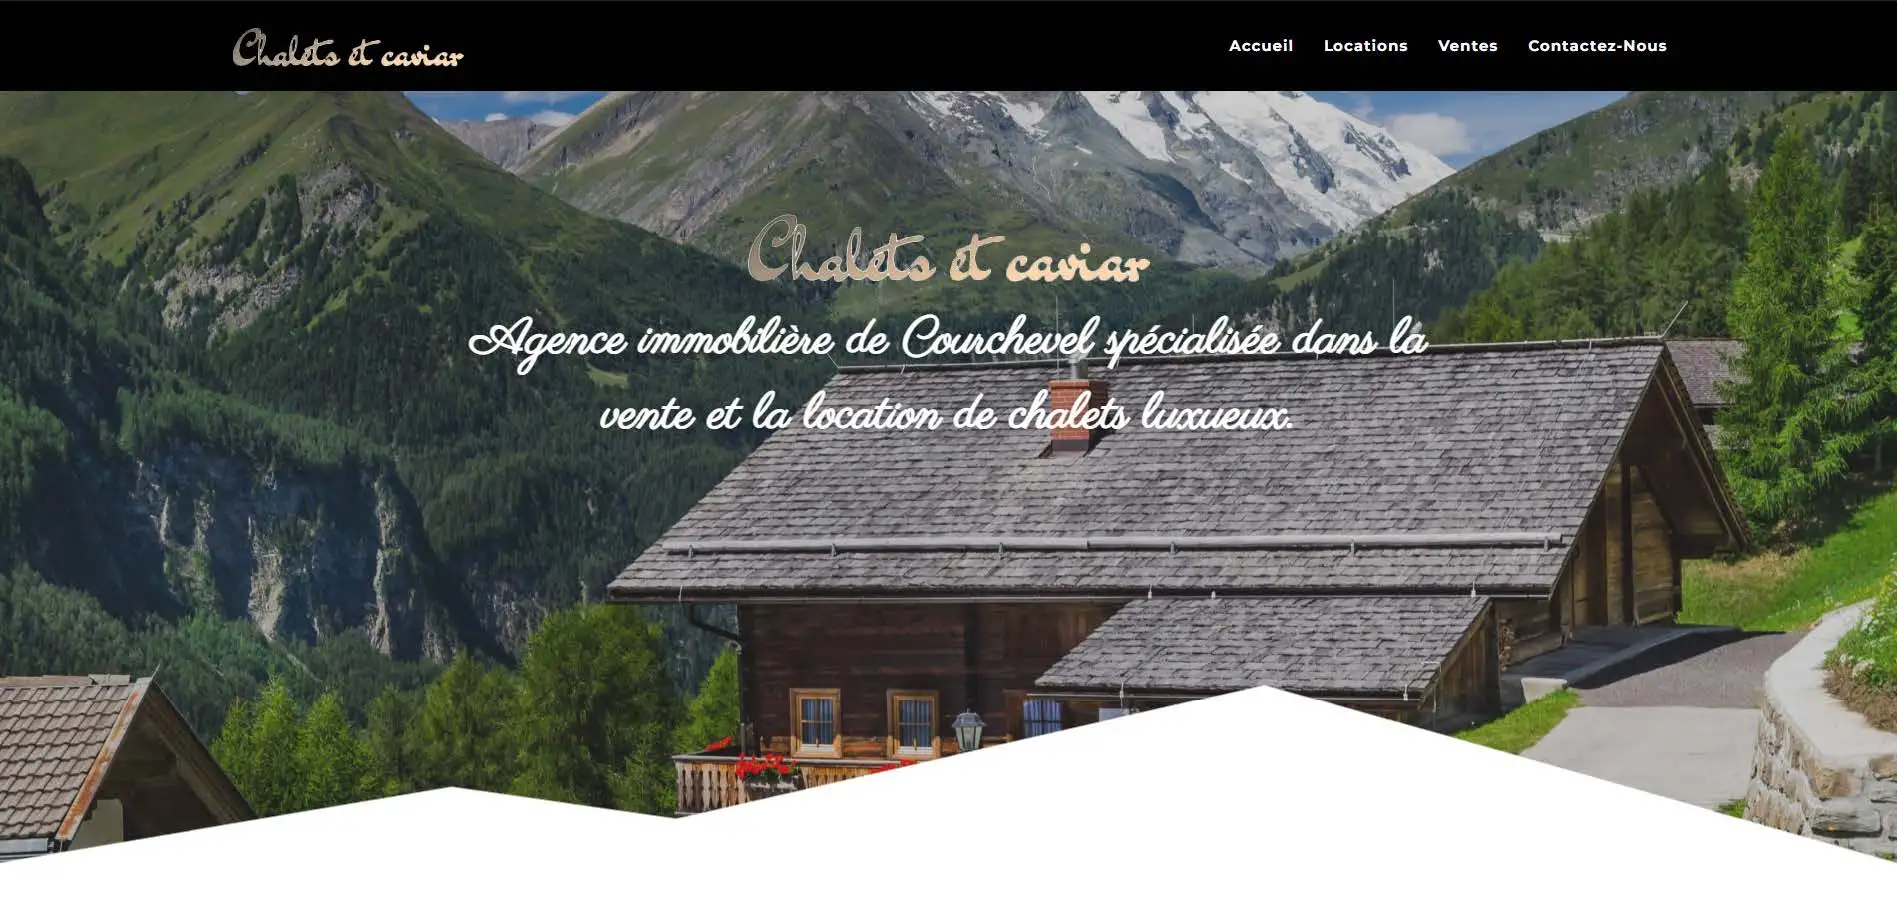 Chalets et caviar
Accueil Locations Ventes Contactez-Nous
Chalets et caviar
Agence immobilière de Courchevel spécialisée dans la
vente et la location de chalets luxueux.